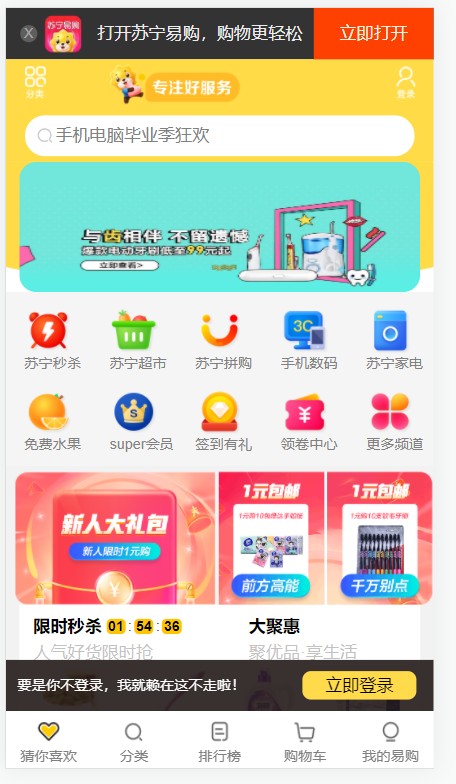 X 苏宁易购 打开苏宁易购，购物更轻松 立即打开
分类 专注好服务 登录
手机电脑毕业季狂欢
与齿相伴 不留遗憾
爆款电动牙刷低至99元起
立即查看>
3C
苏宁秒杀 苏宁超市 苏宁拼购 手机数码 苏宁家电
S
免费水果 super会员 签到有礼 领卷中心 更多频道
1元包邮 1元包邮
新人大礼包
新人限时1元购
前方高能 千万别点
限时秒杀 01:54:36 大聚惠
人气好货限时抢 聚优品·享生活
要是你不登录，我就赖在这不走啦！ 立即登录
猜你喜欢 分类 排行榜 购物车 我的易购